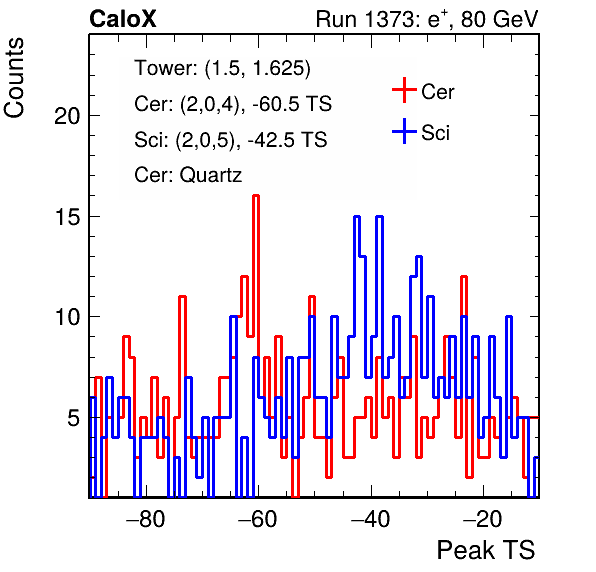 CaloX Run 1373: e⁺, 80 GeV
Counts
Tower: (1.5, 1.625)
Cer: (2,0,4), -60.5 TS
Sci: (2,0,5), -42.5 TS
Cer: Quartz
Cer
Sci
20
15
10
5
−80 −60 −40 −20
Peak TS